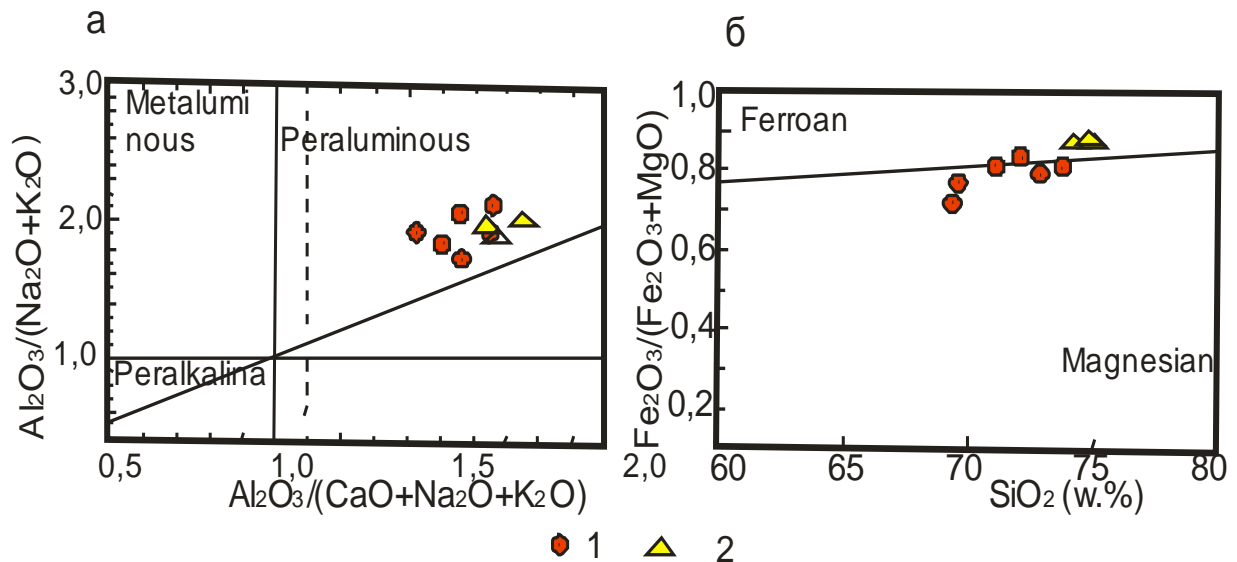 а
3,0
2,0
1,0
Metalumi
nous
Peraluminous
Peralkalina
Al₂O₃/(Na₂O+K₂O)
0,5 1,0 1,5 2,0
Al₂O₃/(CaO+Na₂O+K₂O)
б
1,0
0,8
0,6
0,4
0,2
Ferroan
Magnesian
Fe₂O₃/(Fe₂O₃+MgO)
60 65 70 75 80
SiO₂ (w.%)
1 2